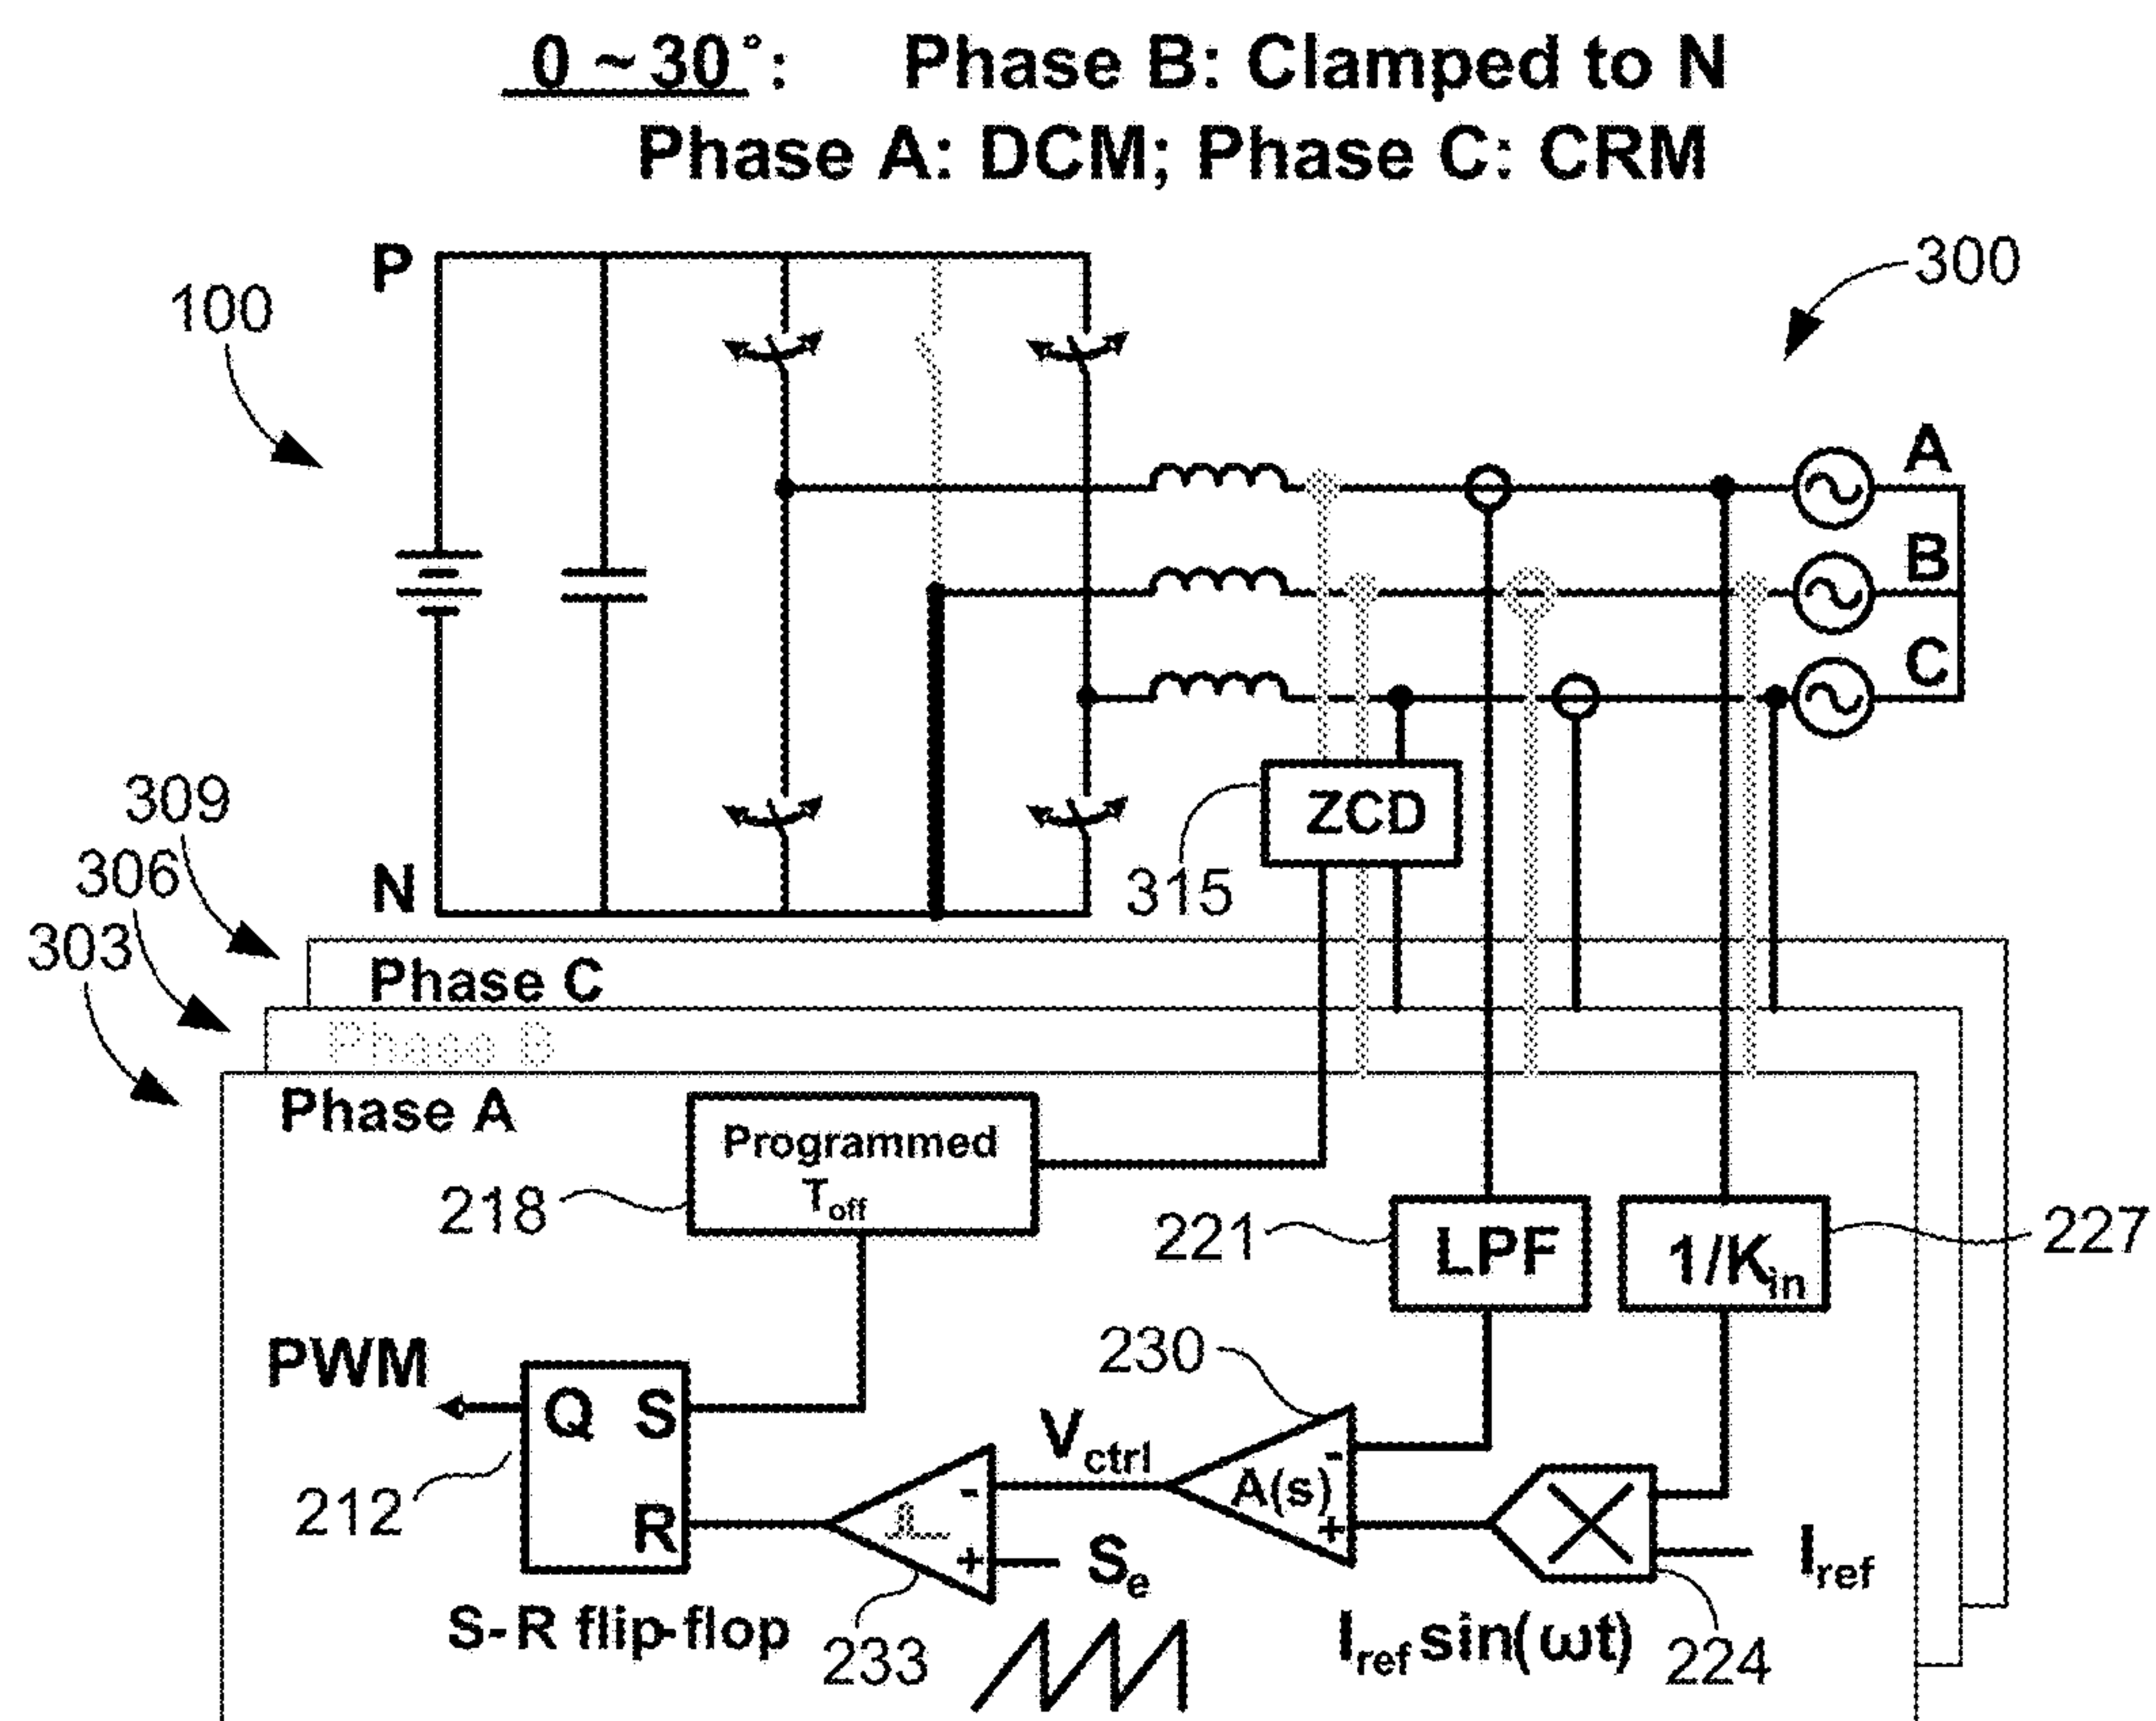 0 ~ 30°: Phase B: Clamped to N
Phase A: DCM; Phase C: CRM
P
300
100
A
B
C
ZCD
315
309
306
303
N
Phase C
Phase B
Phase A
Programmed
Toff
218
221
LPF
1/Kin
227
PWM
230
Q S
Vctrl
-
A(s)
212
R
-
+
+
Se
Iref
S-R flip-flop
233
Iref sin(ωt)
224